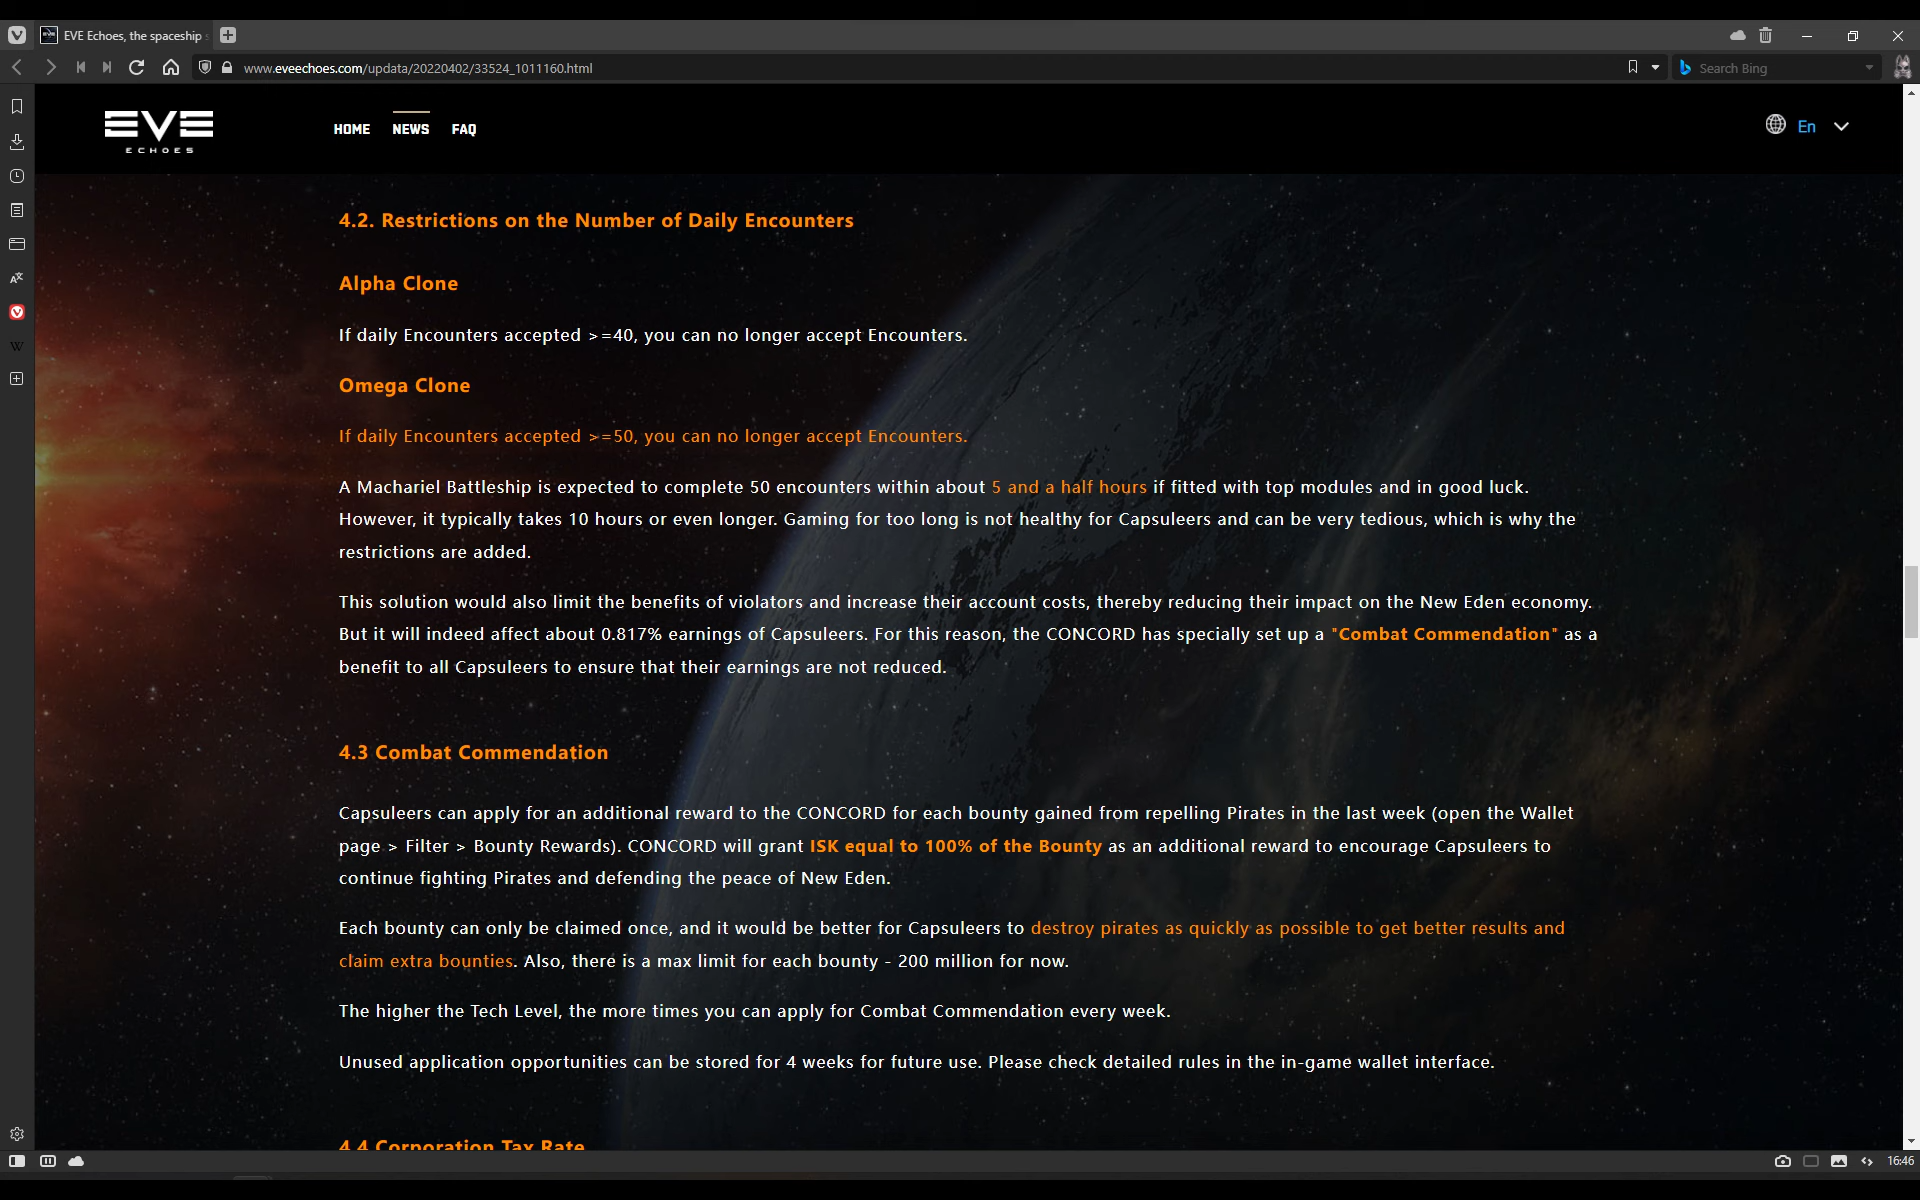 EVE Echoes, the spaceship
www.eveechoes.com/updata/20220402/33524_1011160.html
Search Bing
EVE
ECHOES
HOME NEWS FAQ
En
4.2. Restrictions on the Number of Daily Encounters
Alpha Clone
If daily Encounters accepted >=40, you can no longer accept Encounters.
Omega Clone
If daily Encounters accepted >=50, you can no longer accept Encounters.
A Machariel Battleship is expected to complete 50 encounters within about 5 and a half hours if fitted with top modules and in good luck.
However, it typically takes 10 hours or even longer. Gaming for too long is not healthy for Capsuleers and can be very tedious, which is why the
restrictions are added.
This solution would also limit the benefits of violators and increase their account costs, thereby reducing their impact on the New Eden economy.
But it will indeed affect about 0.817% earnings of Capsuleers. For this reason, the CONCORD has specially set up a "Combat Commendation" as a
benefit to all Capsuleers to ensure that their earnings are not reduced.
4.3 Combat Commendation
Capsuleers can apply for an additional reward to the CONCORD for each bounty gained from repelling Pirates in the last week (open the Wallet
page > Filter > Bounty Rewards). CONCORD will grant ISK equal to 100% of the Bounty as an additional reward to encourage Capsuleers to
continue fighting Pirates and defending the peace of New Eden.
Each bounty can only be claimed once, and it would be better for Capsuleers to destroy pirates as quickly as possible to get better results and
claim extra bounties. Also, there is a max limit for each bounty - 200 million for now.
The higher the Tech Level, the more times you can apply for Combat Commendation every week.
Unused application opportunities can be stored for 4 weeks for future use. Please check detailed rules in the in-game wallet interface.
4.4 Corporation Tax Rate
16:46